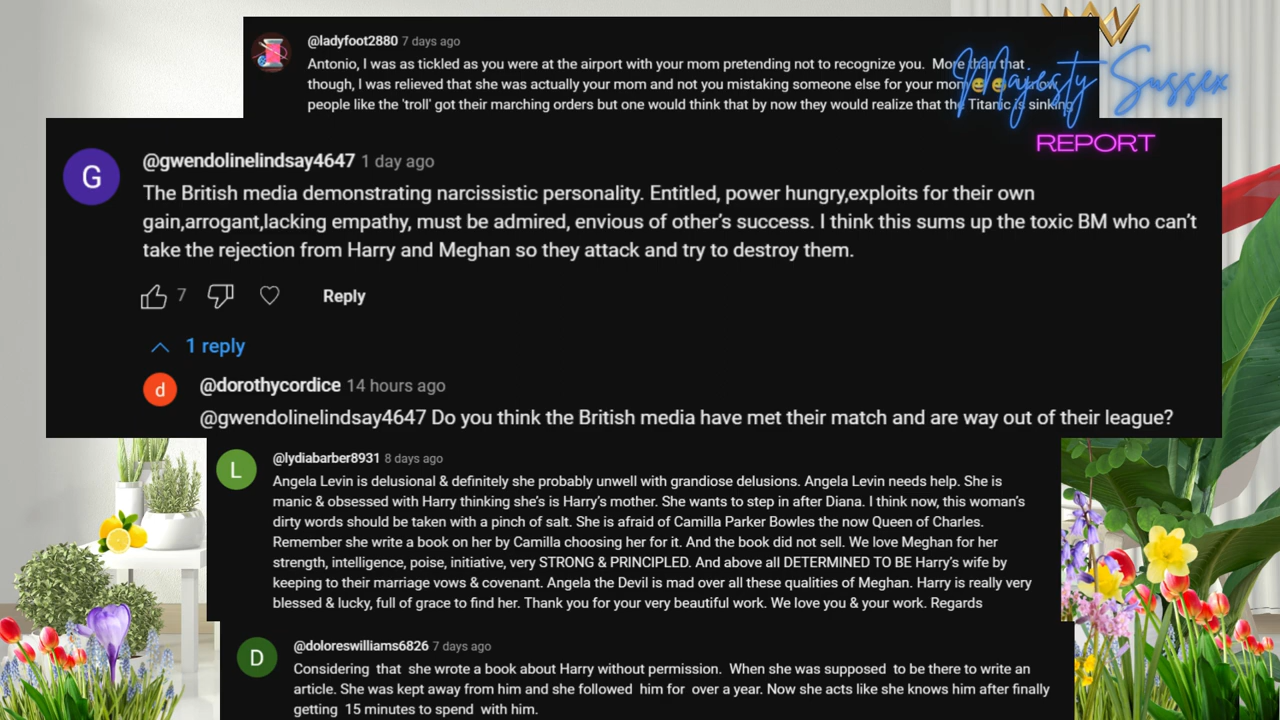 @ladyfoot2880 7 days ago
Antonio, I was as tickled as you were at the airport with your mom pretending not to recognize you. More than that
though, I was relieved that she was actually your mom and not you mistaking someone else for your mom 😅 😅 I know
people like the 'troll' got their marching orders but one would think that by now they would realize that the Titanic is sinking
Majesty Sussex
REPORT
G
@gwendolinelindsay4647 1 day ago
The British media demonstrating narcissistic personality. Entitled, power hungry,exploits for their own
gain,arrogant,lacking empathy, must be admired, envious of other's success. I think this sums up the toxic BM who can't
take the rejection from Harry and Meghan so they attack and try to destroy them.
7 Reply
1 reply
d
@dorothycordice 14 hours ago
@gwendolinelindsay4647 Do you think the British media have met their match and are way out of their league?
L
@lydiabarber8931 8 days ago
Angela Levin is delusional & definitely she probably unwell with grandiose delusions. Angela Levin needs help. She is
manic & obsessed with Harry thinking she's is Harry's mother. She wants to step in after Diana. I think now, this woman's
dirty words should be taken with a pinch of salt. She is afraid of Camilla Parker Bowles the now Queen of Charles.
Remember she write a book on her by Camilla choosing her for it. And the book did not sell. We love Meghan for her
strength, intelligence, poise, initiative, very STRONG & PRINCIPLED. And above all DETERMINED TO BE Harry's wife by
keeping to their marriage vows & covenant. Angela the Devil is mad over all these qualities of Meghan. Harry is really very
blessed & lucky, full of grace to find her. Thank you for your very beautiful work. We love you & your work. Regards
D
@doloreswilliams6826 7 days ago
Considering that she wrote a book about Harry without permission. When she was supposed to be there to write an
article. She was kept away from him and she followed him for over a year. Now she acts like she knows him after finally
getting 15 minutes to spend with him.